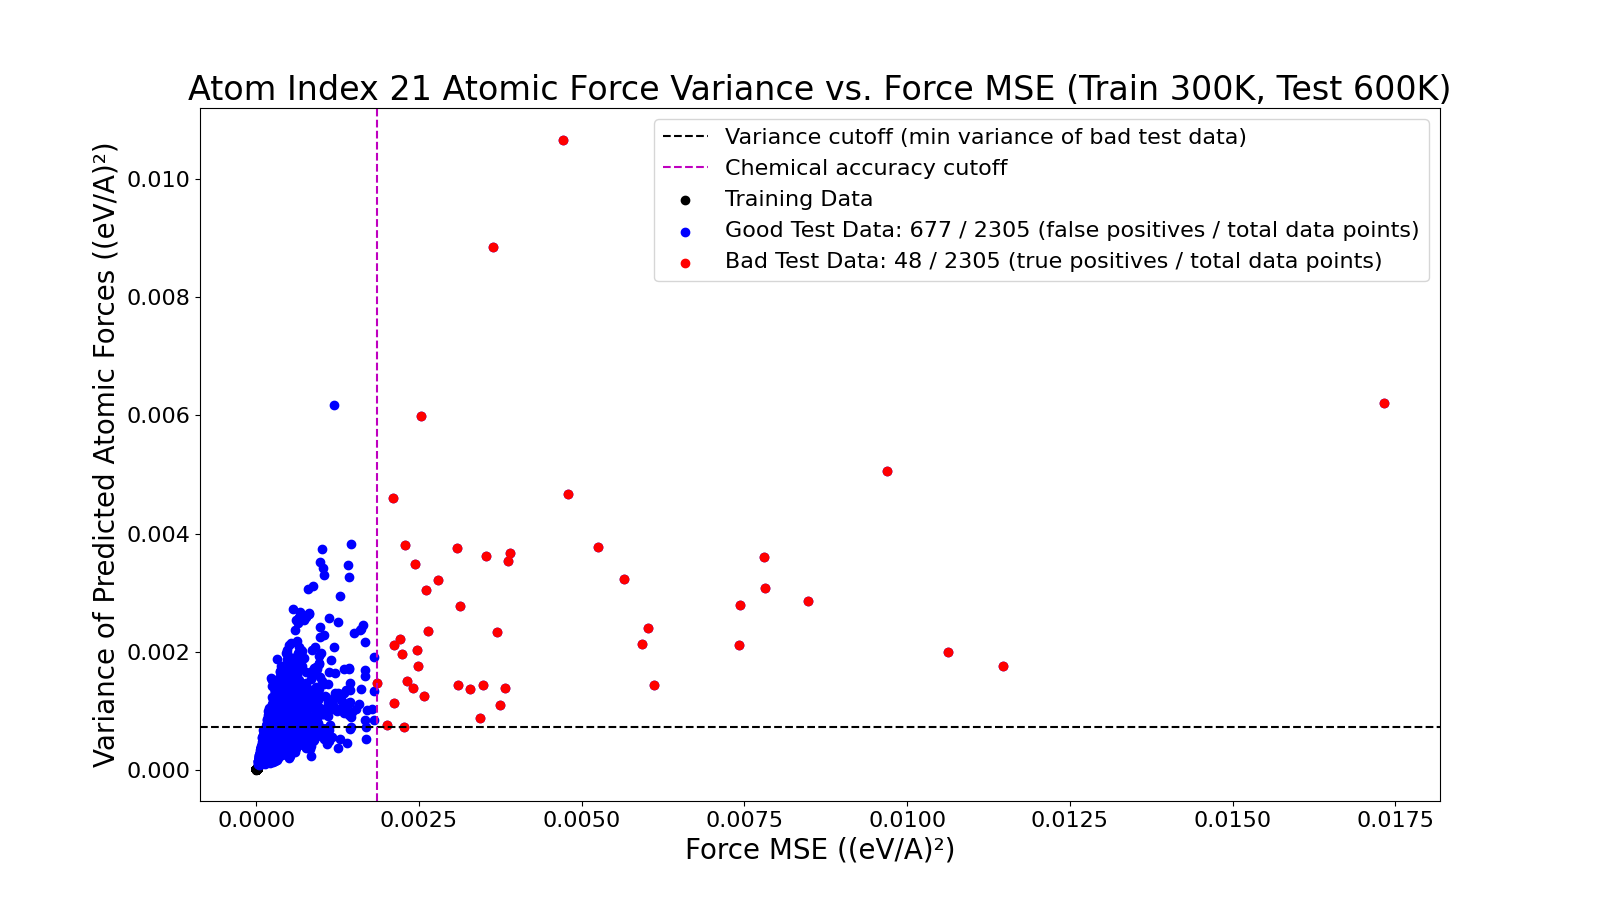 Atom Index 21 Atomic Force Variance vs. Force MSE (Train 300K, Test 600K)
Variance cutoff (min variance of bad test data)
Chemical accuracy cutoff
Training Data
Good Test Data: 677 / 2305 (false positives / total data points)
Bad Test Data: 48 / 2305 (true positives / total data points)
Variance of Predicted Atomic Forces ((eV/A)²)
0.010
0.008
0.006
0.004
0.002
0.000
0.0000 0.0025 0.0050 0.0075 0.0100 0.0125 0.0150 0.0175
Force MSE ((eV/A)²)